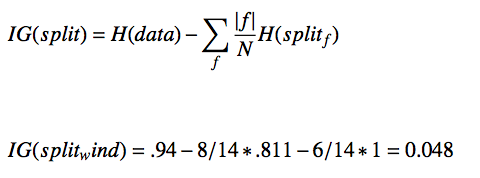 IG(split) = H(data) − ∑_f |f|/N H(split_f)
IG(split_wind) = .94 − 8/14 * .811 − 6/14 * 1 = 0.048